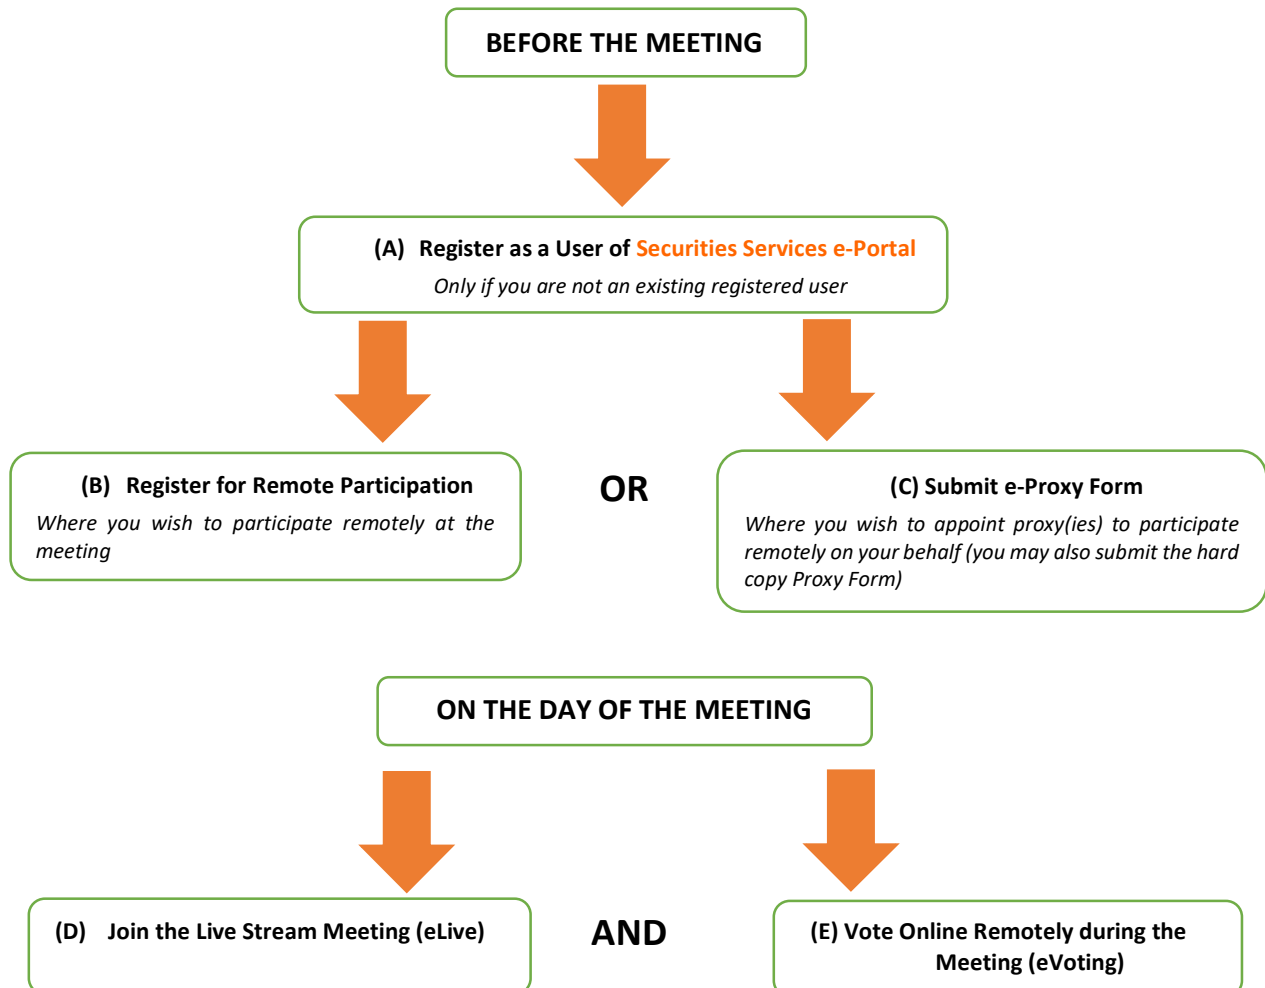 BEFORE THE MEETING
(A) Register as a User of Securities Services e-Portal
Only if you are not an existing registered user
(B) Register for Remote Participation
Where you wish to participate remotely at the
meeting
OR
(C) Submit e-Proxy Form
Where you wish to appoint proxy(ies) to participate
remotely on your behalf (you may also submit the hard
copy Proxy Form)
ON THE DAY OF THE MEETING
(D) Join the Live Stream Meeting (eLive)
AND
(E) Vote Online Remotely during the
Meeting (eVoting)